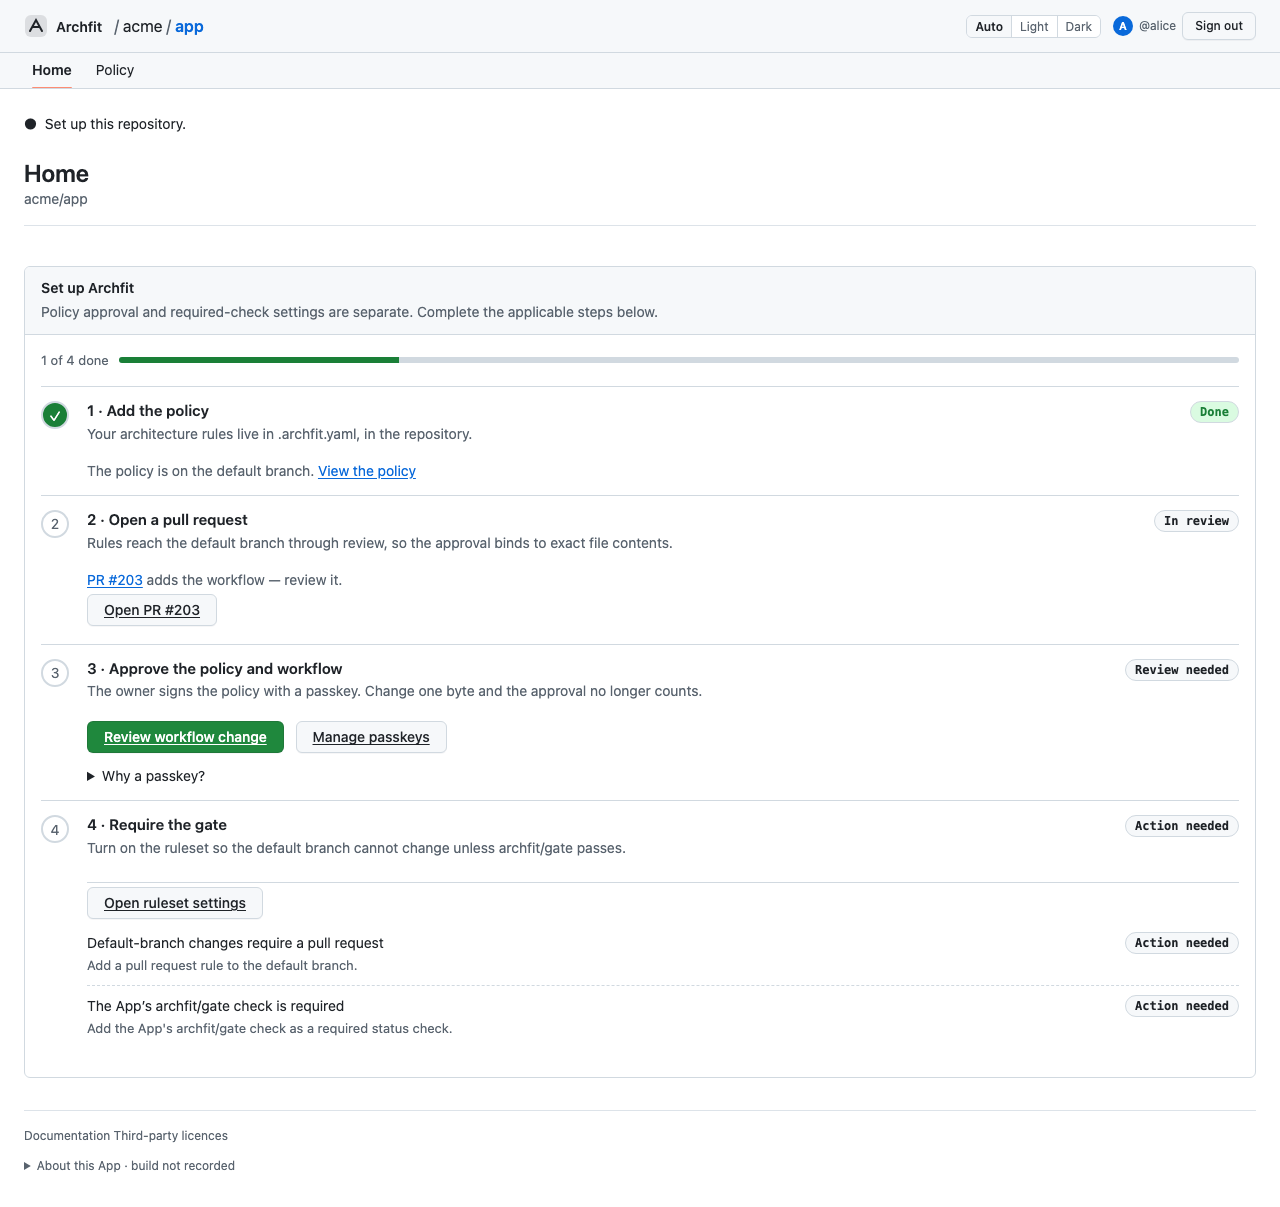 Archfit / acme / app
Auto Light Dark A @alice Sign out
Home Policy
Set up this repository.
Home
acme/app
Set up Archfit
Policy approval and required-check settings are separate. Complete the applicable steps below.
1 of 4 done
1 · Add the policy Done
Your architecture rules live in .archfit.yaml, in the repository.
The policy is on the default branch. View the policy
2 2 · Open a pull request In review
Rules reach the default branch through review, so the approval binds to exact file contents.
PR #203 adds the workflow — review it.
Open PR #203
3 3 · Approve the policy and workflow Review needed
The owner signs the policy with a passkey. Change one byte and the approval no longer counts.
Review workflow change Manage passkeys
Why a passkey?
4 4 · Require the gate Action needed
Turn on the ruleset so the default branch cannot change unless archfit/gate passes.
Open ruleset settings
Default-branch changes require a pull request Action needed
Add a pull request rule to the default branch.
The App’s archfit/gate check is required Action needed
Add the App's archfit/gate check as a required status check.
Documentation Third-party licences
About this App · build not recorded